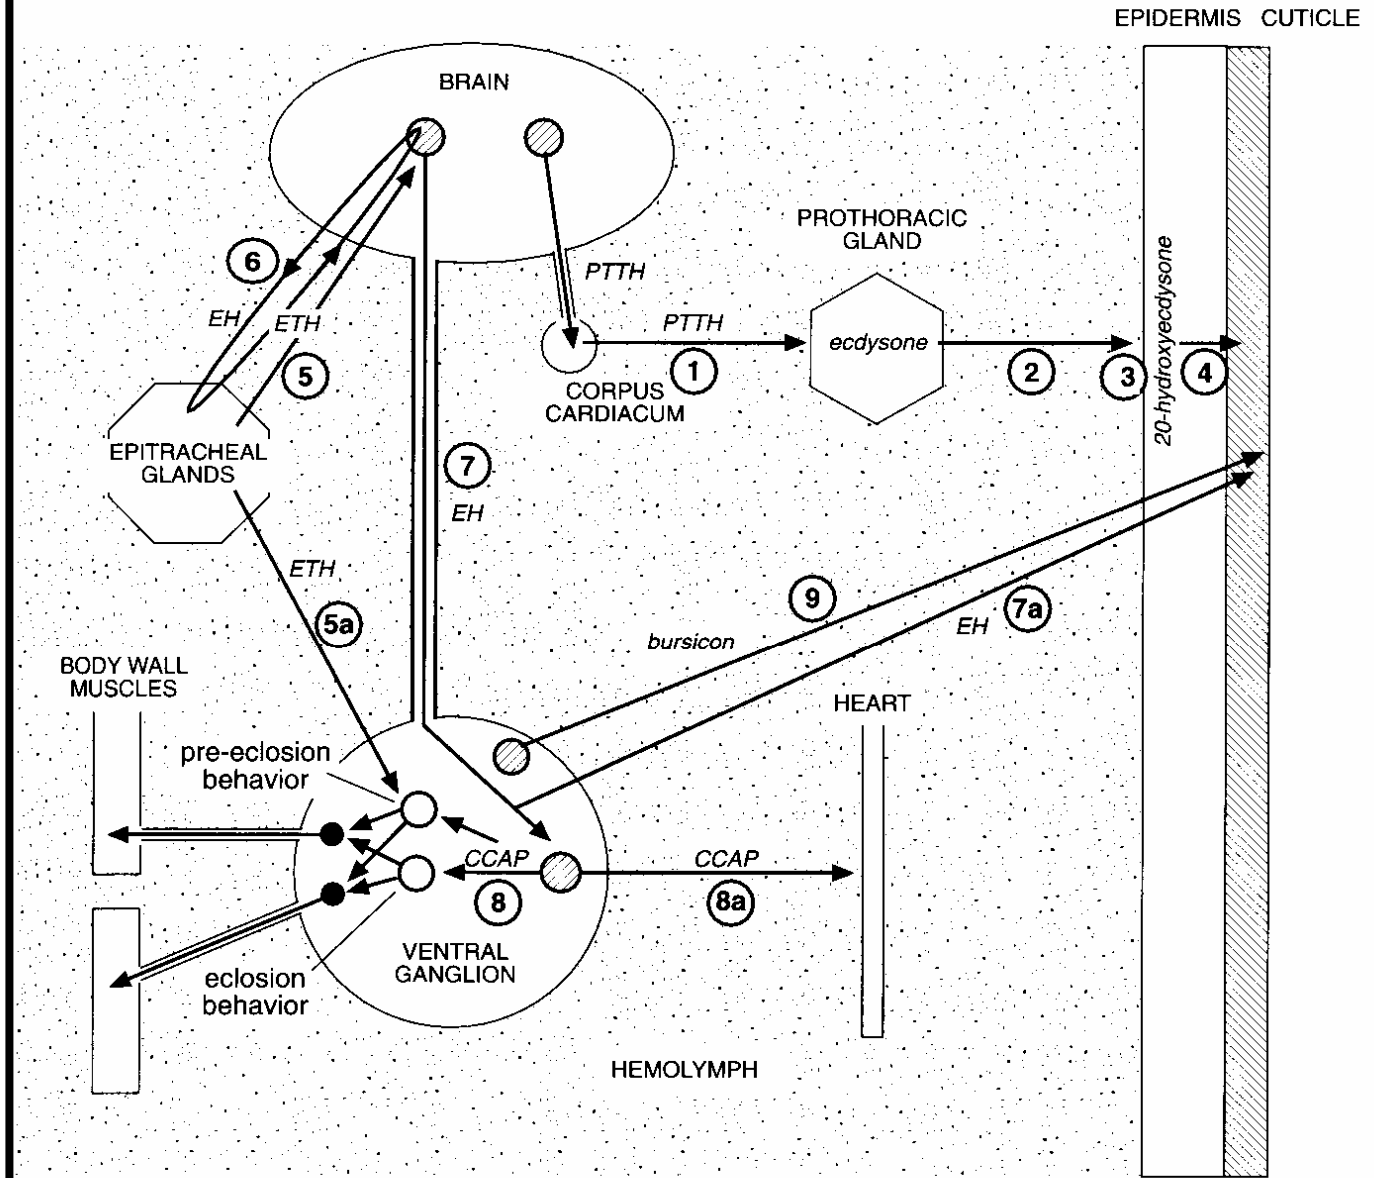 EPIDERMIS CUTICLE
BRAIN
PROTHORACIC
GLAND
6
PTTH
20-hydroxyecdysone
EH
ETH
PTTH
ecdysone
5
1
2
3
4
CORPUS
CARDIACUM
EPITRACHEAL
GLANDS
7
EH
ETH
9
7a
5a
EH
bursicon
BODY WALL
MUSCLES
HEART
pre-eclosion
behavior
CCAP
CCAP
8
8a
VENTRAL
GANGLION
eclosion
behavior
HEMOLYMPH